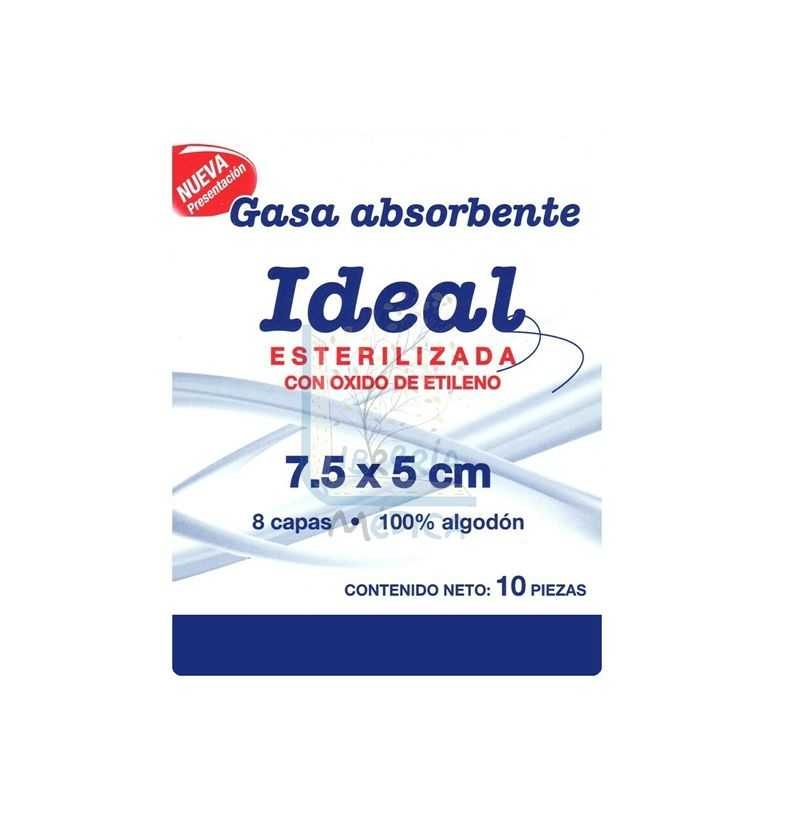 NUEVA
Presentación
Gasa absorbente
Ideal
ESTERILIZADA
CON OXIDO DE ETILENO
7.5 x 5 cm
8 capas • 100% algodón
CONTENIDO NETO: 10 PIEZAS